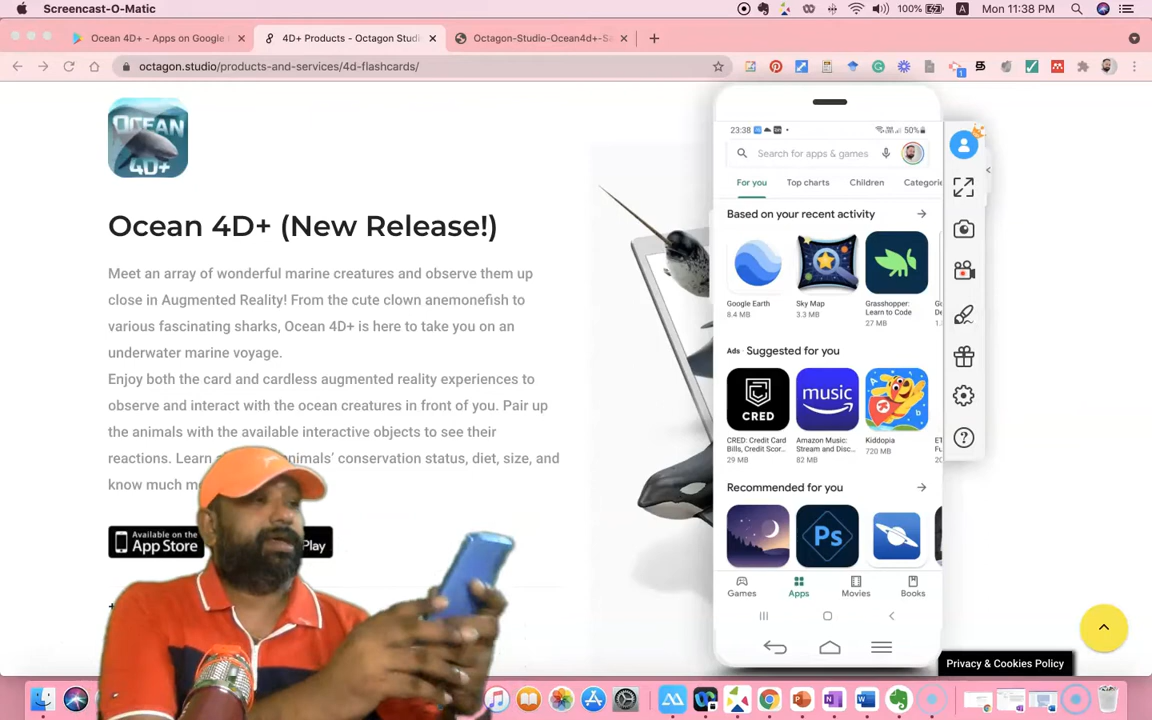 Screencast-O-Matic
100%
A
Mon 11:38 PM
Ocean 4D+ - Apps on Google
4D+ Products - Octagon Studi
Octagon-Studio-Ocean4d+-S
octagon.studio/products-and-services/4d-flashcards/
OCEAN
4D+
Ocean 4D+ (New Release!)
Meet an array of wonderful marine creatures and observe them up
close in Augmented Reality! From the cute clown anemonefish to
various fascinating sharks, Ocean 4D+ is here to take you on an
underwater marine voyage.
Enjoy both the card and cardless augmented reality experiences to
observe and interact with the ocean creatures in front of you. Pair up
the animals with the available interactive objects to see their
reactions. Learn animals' conservation status, diet, size, and
know much
Available on the
App Store
Play
23:38
50%
Search for apps & games
For you
Top charts
Children
Categorie
Based on your recent activity
Google Earth
8.4 MB
Sky Map
3.3 MB
Grasshopper:
Learn to Code
27 MB
Ads · Suggested for you
CRED
music
CRED: Credit Card
Bills, Credit Scor...
29 MB
Amazon Music:
Stream and Disc...
82 MB
Kiddopia
720 MB
Recommended for you
Ps
Games
Apps
Movies
Books
Privacy & Cookies Policy